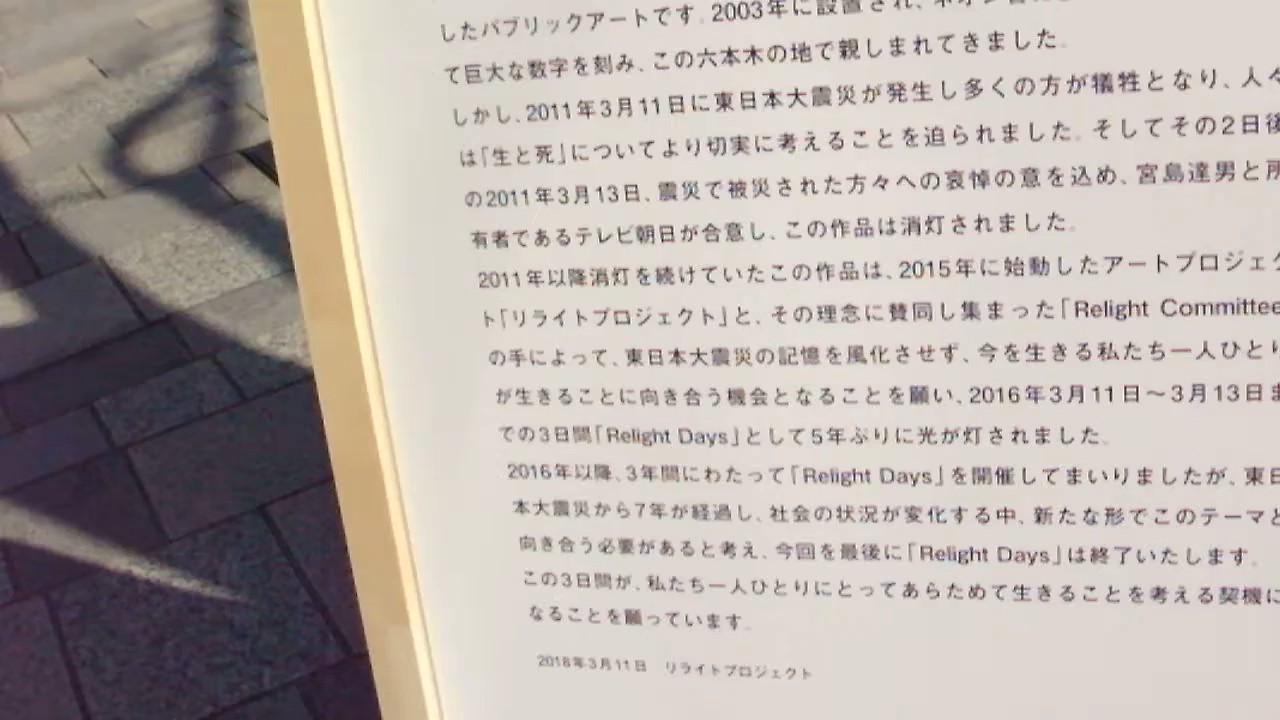 したパブリックアートです。2003年に設置され、
て巨大な数字を刻み、この六本木の地で親しまれてきました。
しかし、2011年3月11日に東日本大震災が発生し多くの方が犠牲となり、人々
は「生と死」についてより切実に考えることを迫られました。そしてその2日後
の2011年3月13日、震災で被災された方々への哀悼の意を込め、宮島達男と所
有者であるテレビ朝日が合意し、この作品は消灯されました。
2011年以降消灯を続けていたこの作品は、2015年に始動したアートプロジェク
ト「リライトプロジェクト」と、その理念に賛同し集まった「Relight Committee
の手によって、東日本大震災の記憶を風化させず、今を生きる私たち一人ひとり
が生きることに向き合う機会となることを願い、2016年3月11日〜3月13日ま
での3日間「Relight Days」として5年ぶりに光が灯されました。
2016年以降、3年間にわたって「Relight Days」を開催してまいりましたが、東日
本大震災から7年が経過し、社会の状況が変化する中、新たな形でこのテーマと
向き合う必要があると考え、今回を最後に「Relight Days」は終了いたします。
この3日間が、私たち一人ひとりにとってあらためて生きることを考える契機に
なることを願っています。
2018年3月11日　リライトプロジェクト